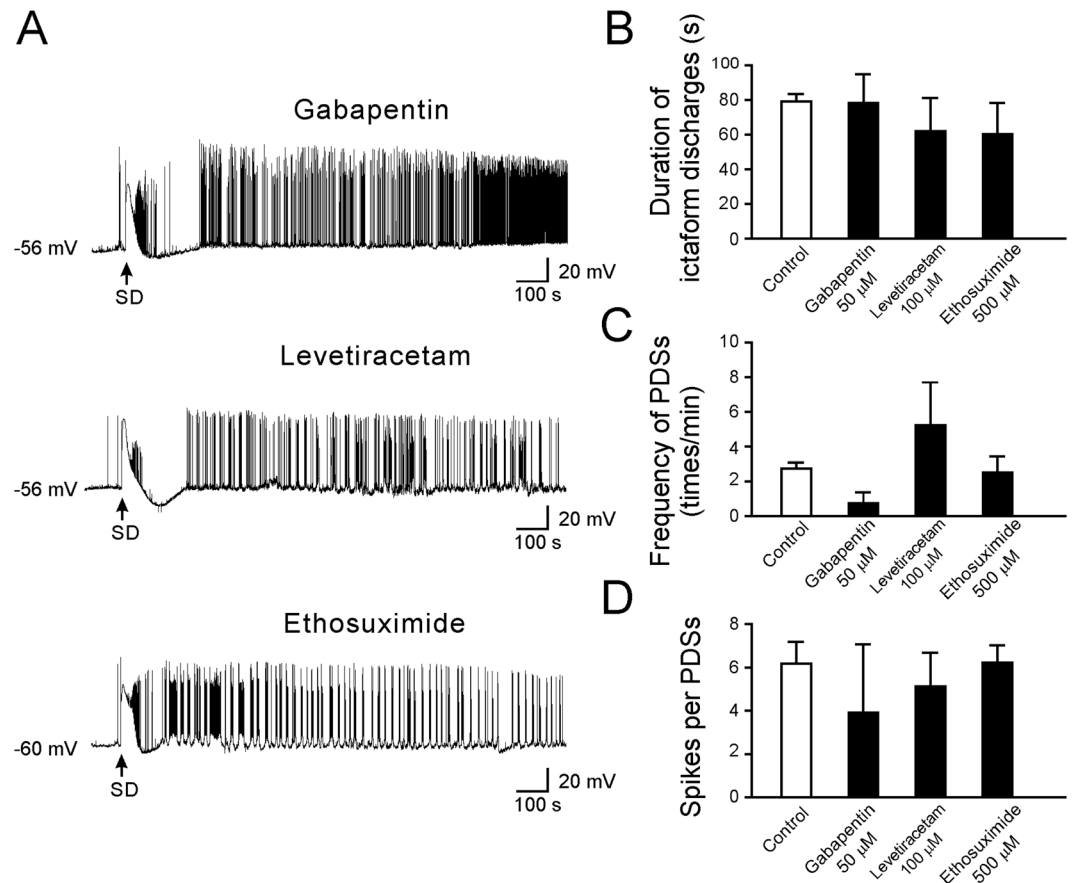 A
Gabapentin
-56 mV
SD
20 mV
100 s
Levetiracetam
-56 mV
SD
20 mV
100 s
Ethosuximide
-60 mV
SD
20 mV
100 s
B
Duration of
ictaform discharges (s)
100
80
60
40
20
0
Control
Gabapentin
50 µM
Levetiracetam
100 µM
Ethosuximide
500 µM
C
Frequency of PDSs
(times/min)
10
8
6
4
2
0
Control
Gabapentin
50 µM
Levetiracetam
100 µM
Ethosuximide
500 µM
D
Spikes per PDSs
8
6
4
2
0
Control
Gabapentin
50 µM
Levetiracetam
100 µM
Ethosuximide
500 µM